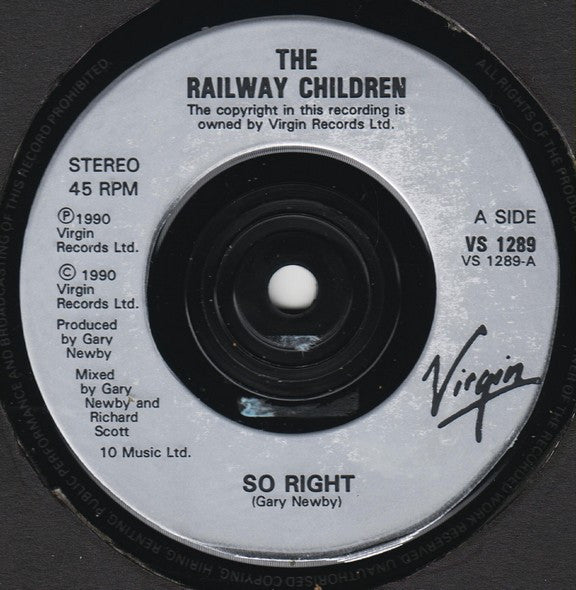 THE
RAILWAY CHILDREN
The copyright in this recording is
owned by Virgin Records Ltd.
STEREO
45 RPM
Ⓟ1990
Virgin
Records Ltd.
© 1990
Virgin
Records Ltd.
Produced
by Gary
Newby
Mixed
by Gary
Newby and
Richard
Scott
10 Music Ltd.
A SIDE
VS 1289
VS 1289-A
Virgin
SO RIGHT
(Gary Newby)
ALL RIGHTS OF THE PRODUC
WORK RESERVED. UNAUTHORISED COPYING, HIRING, RENTING, PUBLIC PERFORMANCE AND BROADCASTING OF THIS RECORD PROHIBITED.